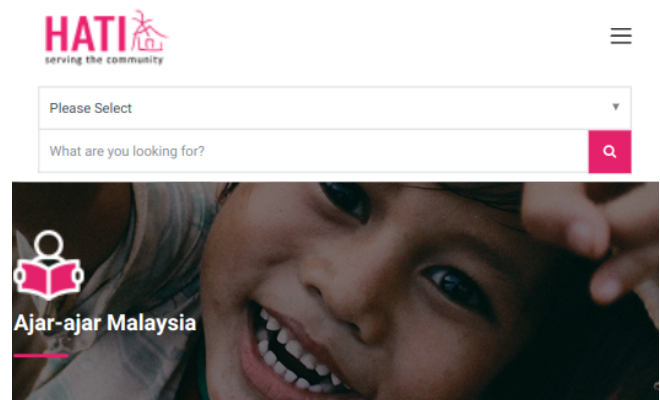 HATI
serving the community
Please Select
What are you looking for?
Ajar-ajar Malaysia